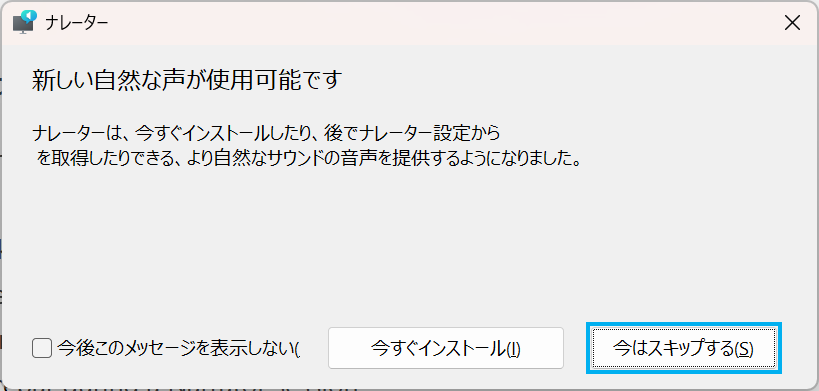 ナレーター
新しい自然な声が使用可能です
ナレーターは、今すぐインストールしたり、後でナレーター設定から
を取得したりできる、より自然なサウンドの音声を提供するようになりました。
今後このメッセージを表示しない(
今すぐインストール(I)
今はスキップする(S)